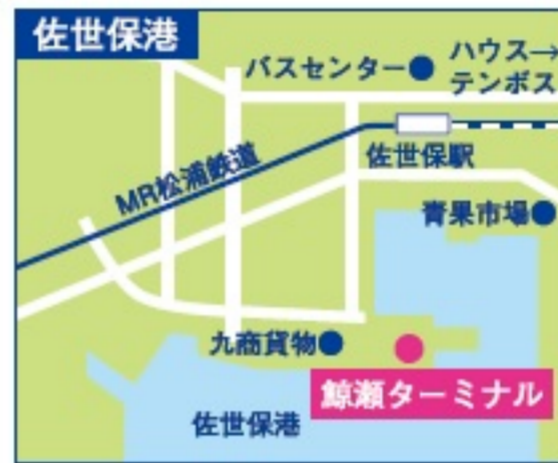 佐世保港
バスセンター
ハウス→
テンボス
佐世保駅
MR松浦鉄道
青果市場
九商貨物
鯨瀬ターミナル
佐世保港